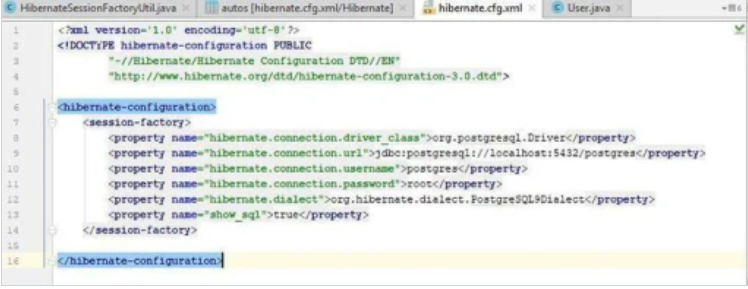 HibernateSessionFactoryUtil.java autos [hibernate.cfg.xml/Hibernate] hibernate.cfg.xml User.java
1 <?xml version='1.0' encoding='utf-8'?>
2 <!DOCTYPE hibernate-configuration PUBLIC
3 "-//Hibernate/Hibernate Configuration DTD//EN"
4 "http://www.hibernate.org/dtd/hibernate-configuration-3.0.dtd">
5
6 <hibernate-configuration>
7 <session-factory>
8 <property name="hibernate.connection.driver_class">org.postgresql.Driver</property>
9 <property name="hibernate.connection.url">jdbc:postgresql://localhost:5432/postgres</property>
10 <property name="hibernate.connection.username">postgres</property>
11 <property name="hibernate.connection.password">root</property>
12 <property name="hibernate.dialect">org.hibernate.dialect.PostgreSQL9Dialect</property>
13 <property name="show_sql">true</property>
14 </session-factory>
15
16 </hibernate-configuration>